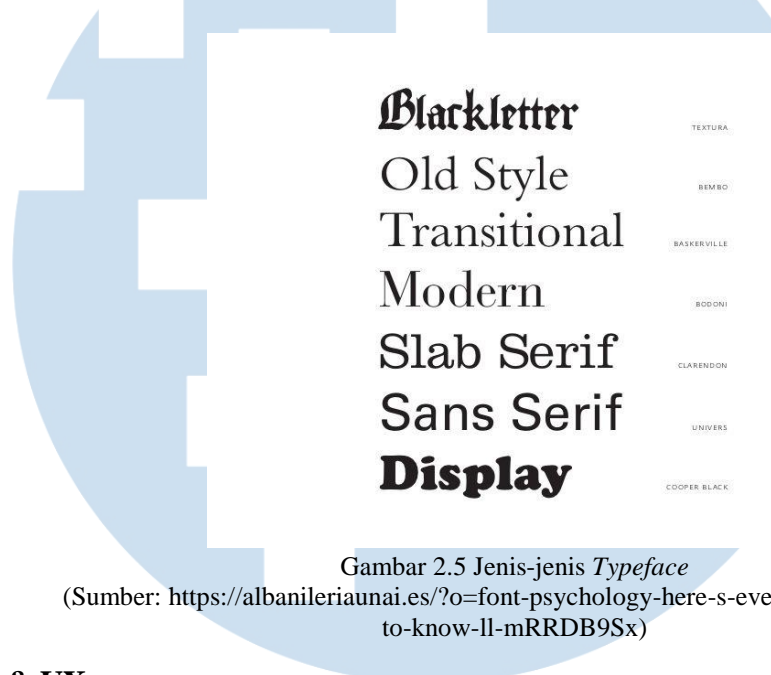 Blackletter TEXTURA
Old Style BEMBO
Transitional BASKERVILLE
Modern BODONI
Slab Serif CLARENDON
Sans Serif UNIVERS
Display COOPER BLACK
Gambar 2.5 Jenis-jenis Typeface
(Sumber: https://albanileriaunai.es/?o=font-psychology-here-s-eve
to-know-ll-mRRDB9Sx)
UX